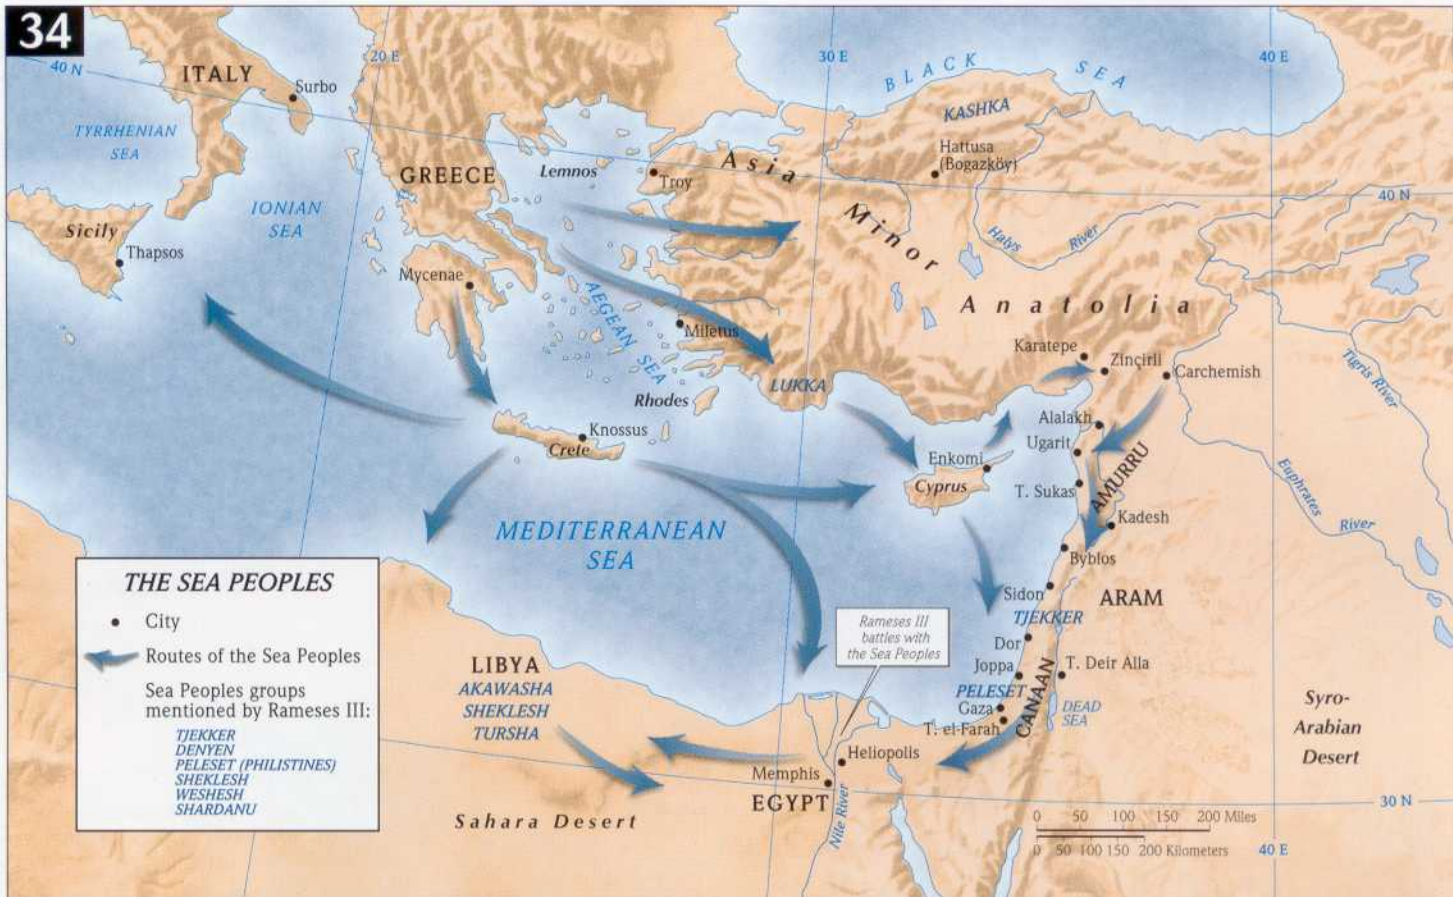 34
40 N
ITALY
Surbo
20 E
30 E
BLACK SEA
40 E
TYRRHENIAN
SEA
KASHKA
Hattusa
(Bogazköy)
GREECE
Lemnos
Troy
Asia
Minor
40 N
IONIAN
SEA
Sicily
Thapsos
Halys River
Mycenae
AEGEAN SEA
Anatolia
Miletus
Karatepe
Zinçirli
Carchemish
Tigris River
LUKKA
Rhodes
Alalakh
Knossus
Crete
Ugarit
Enkomi
Cyprus
AMURRU
T. Sukas
Kadesh
Euphrates
River
MEDITERRANEAN
SEA
Byblos
Sidon
ARAM
TJEKKER
THE SEA PEOPLES
City
Routes of the Sea Peoples
Sea Peoples groups
mentioned by Rameses III:
TJEKKER
DENYEN
PELESET (PHILISTINES)
SHEKLESH
WESHESH
SHARDANU
Rameses III
battles with
the Sea Peoples
Dor
Joppa
T. Deir Alla
LIBYA
AKAWASHA
SHEKLESH
TURSHA
PELESET
Gaza
T. el-Farah
CANAAN
DEAD
SEA
Syro-
Arabian
Desert
Heliopolis
Memphis
EGYPT
Nile River
Sahara Desert
30 N
0 50 100 150 200 Miles
0 50 100 150 200 Kilometers
40 E